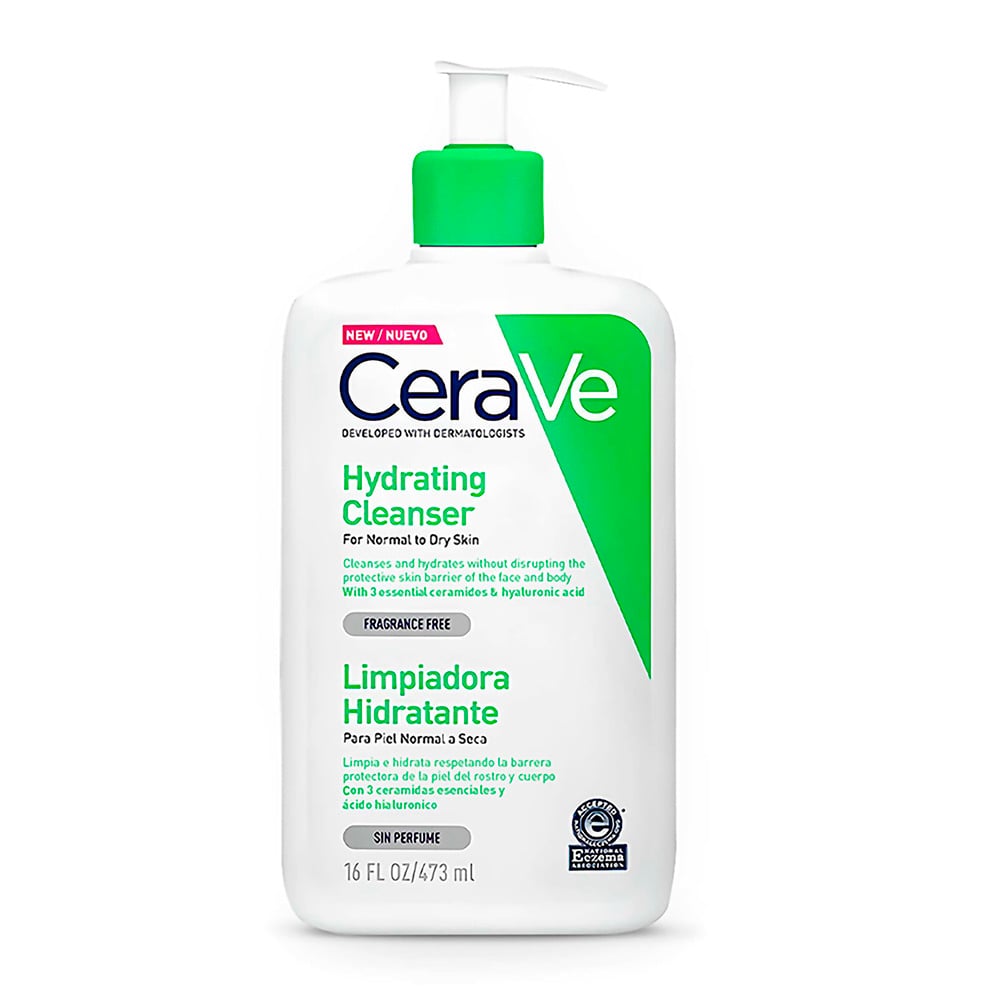 NEW / NUEVO
CeraVe
DEVELOPED WITH DERMATOLOGISTS
Hydrating
Cleanser
For Normal to Dry Skin
Cleanses and hydrates without disrupting the
protective skin barrier of the face and body
With 3 essential ceramides & hyaluronic acid
FRAGRANCE FREE
Limpiadora
Hidratante
Para Piel Normal a Seca
Limpia e hidrata respetando la barrera
protectora de la piel del rostro y cuerpo
Con 3 ceramidas esenciales y
ácido hialuronico
SIN PERFUME
16 FL OZ/473 ml
ACCEPTED
e
NATIONAL
Eczema
ASSOCIATION